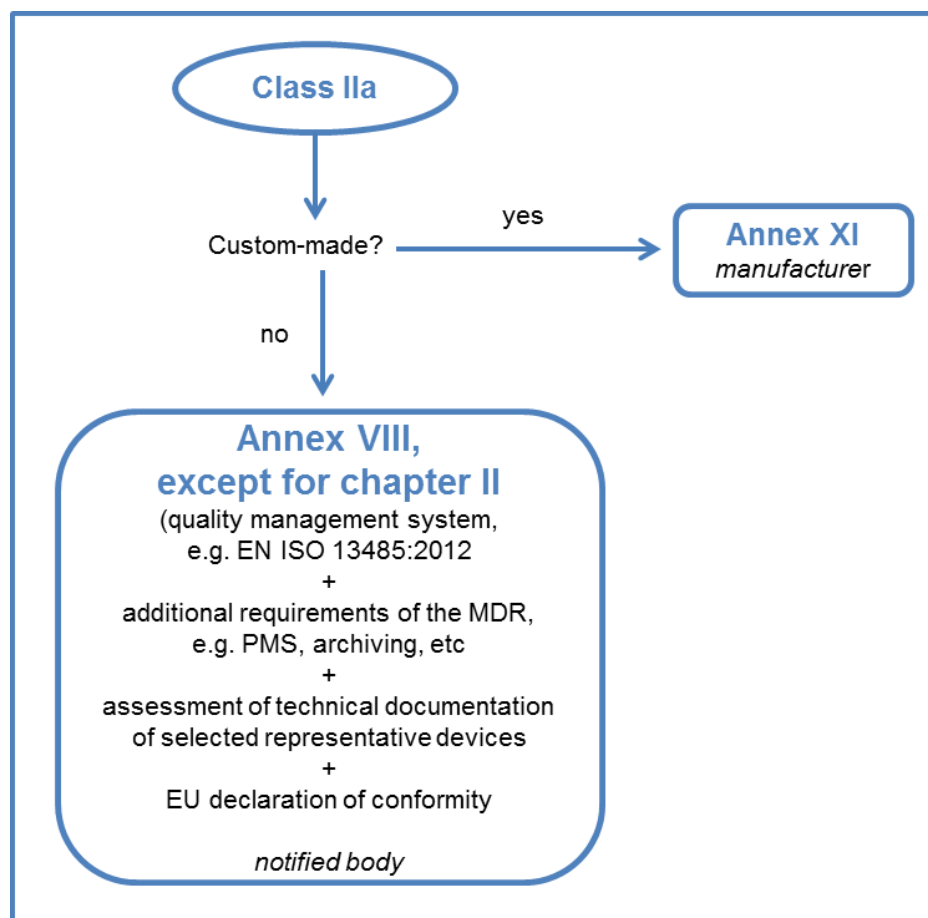 Class IIa
Custom-made?
yes
Annex XI
manufacturer
no
Annex VIII,
except for chapter II
(quality management system,
e.g. EN ISO 13485:2012
+
additional requirements of the MDR,
e.g. PMS, archiving, etc
+
assessment of technical documentation
of selected representative devices
+
EU declaration of conformity
notified body